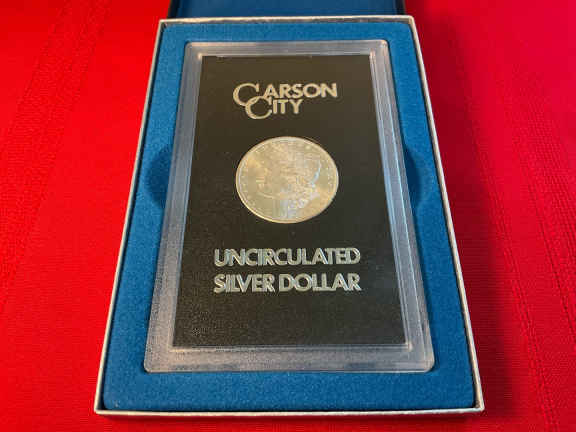 CARSON
CITY
UNCIRCULATED
SILVER DOLLAR